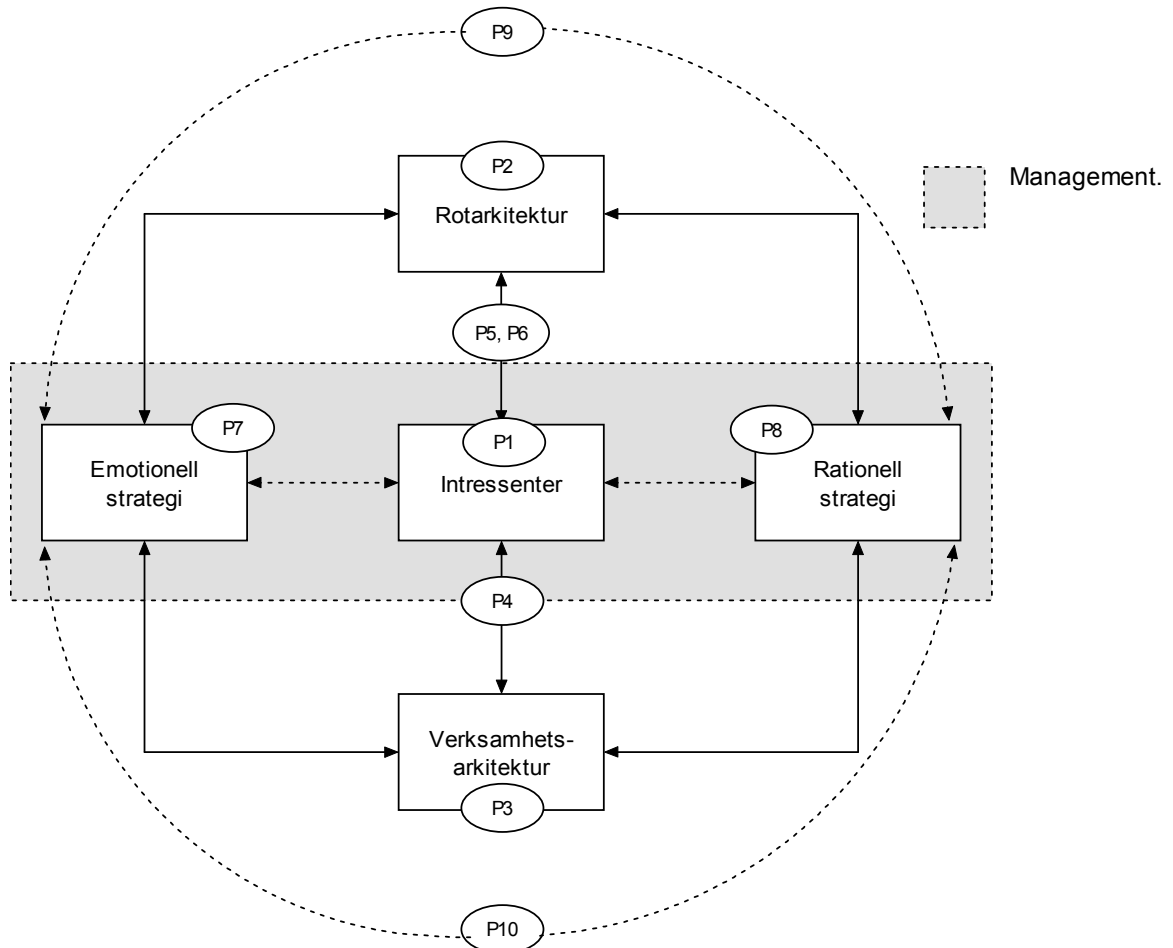 P9
P2
Rotarkitektur
Management.
P5, P6
P7
P1
P8
Emotionell
strategi
Intressenter
Rationell
strategi
P4
Verksamhets-
arkitektur
P3
P10